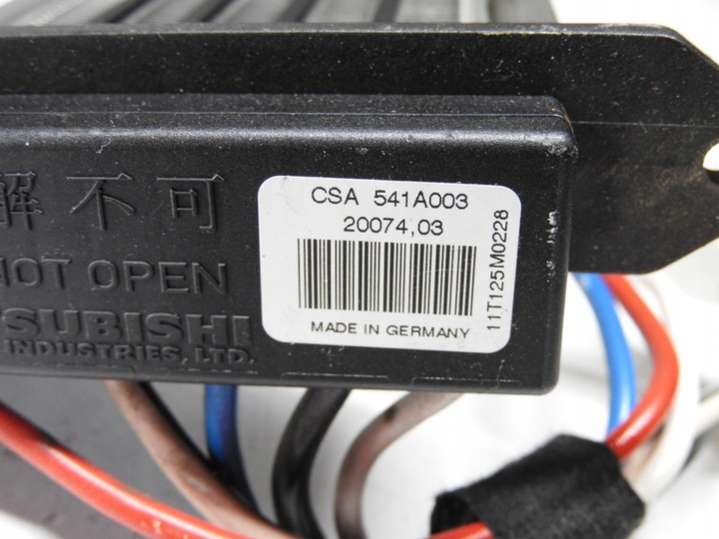 解不可
NOT OPEN
SUBISHI
INDUSTRIES, LTD.
CSA 541A003
20074,03
MADE IN GERMANY
11T125M0228